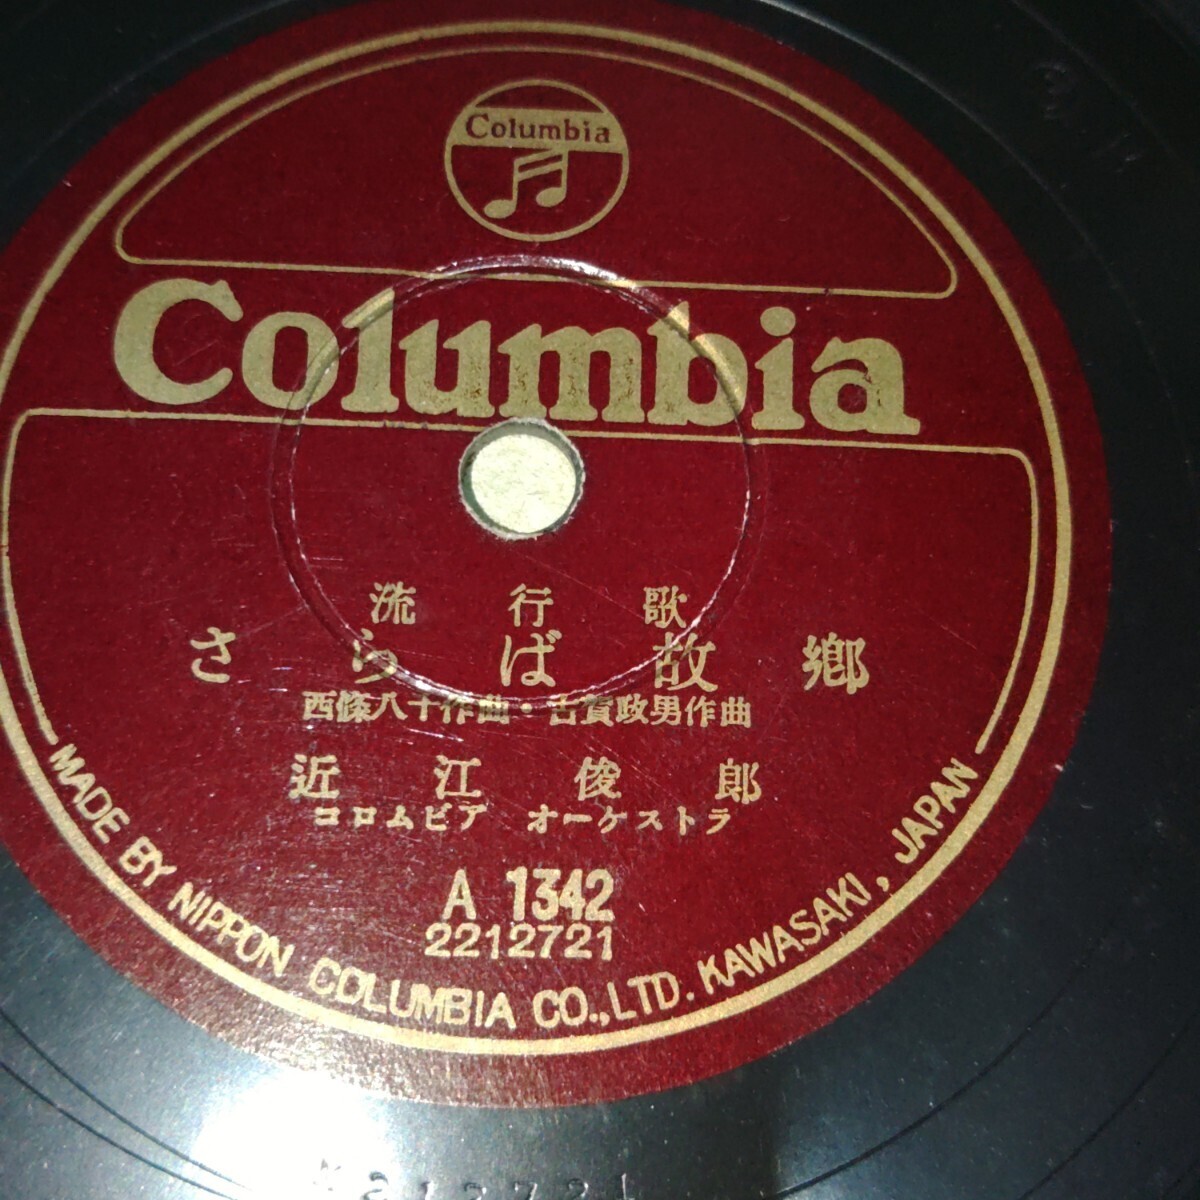 Columbia
Columbia
流行歌
さらば故郷
西條八十作曲・古賀政男作曲
近江俊郎
コロムビア オーケストラ
A 1342
2212721
MADE BY NIPPON COLUMBIA CO.,LTD. KAWASAKI, JAPAN
2212721